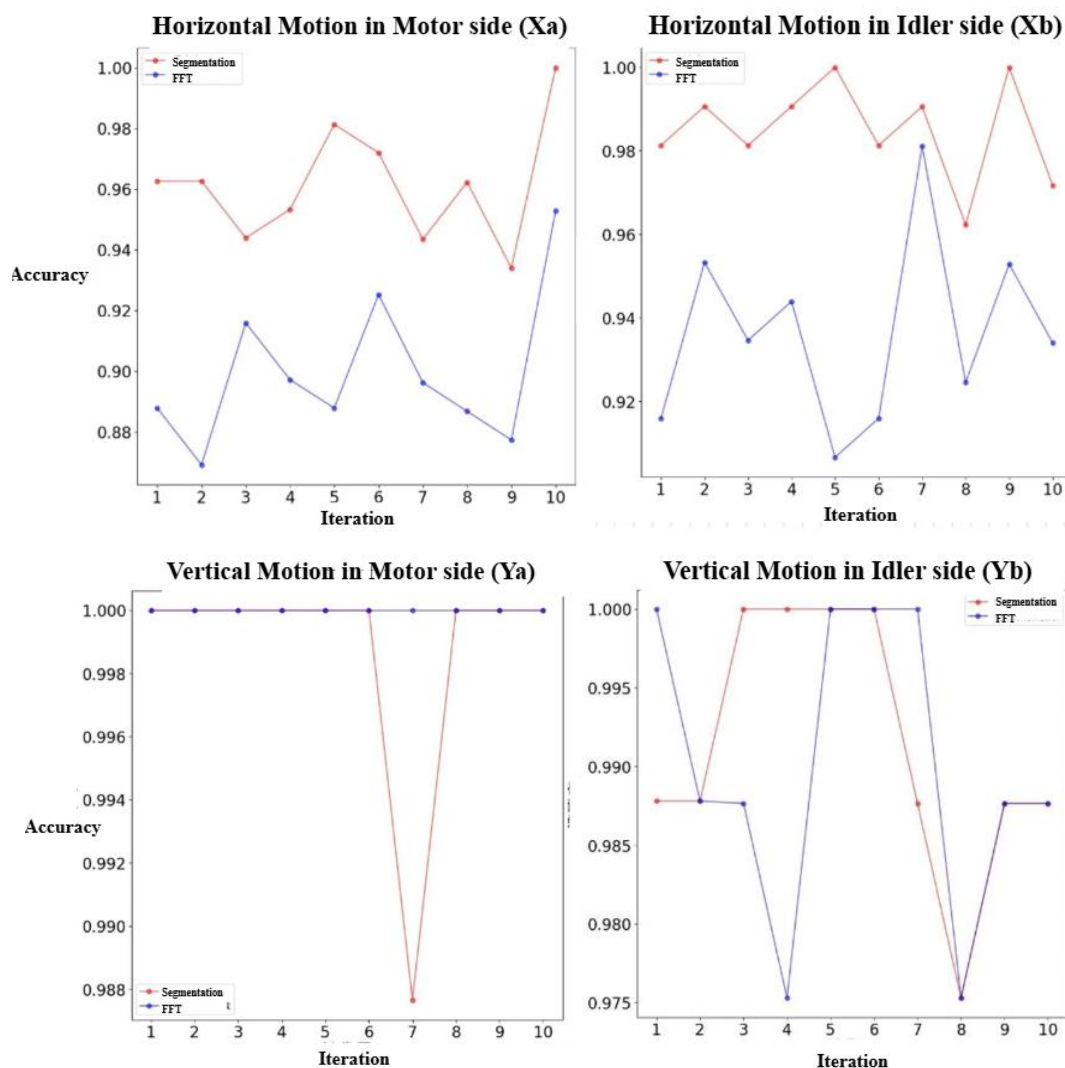 Horizontal Motion in Motor side (Xa)
Segmentation
FFT
1.00
0.98
0.96
0.94
0.92
0.90
0.88
Accuracy
1 2 3 4 5 6 7 8 9 10
Iteration
Horizontal Motion in Idler side (Xb)
Segmentation
FFT
1.00
0.98
0.96
0.94
0.92
1 2 3 4 5 6 7 8 9 10
Iteration
Vertical Motion in Motor side (Ya)
1.000
0.998
0.996
0.994
0.992
0.990
0.988
Accuracy
Segmentation
FFT
1 2 3 4 5 6 7 8 9 10
Iteration
Vertical Motion in Idler side (Yb)
Segmentation
FFT
1.000
0.995
0.990
0.985
0.980
0.975
1 2 3 4 5 6 7 8 9 10
Iteration